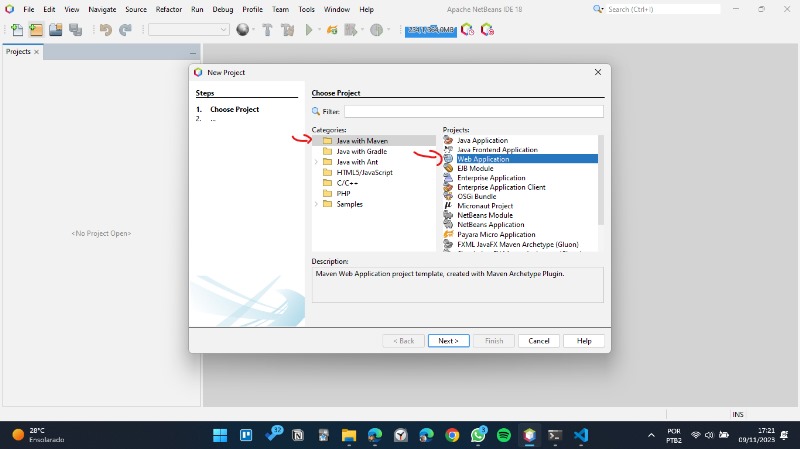 File Edit View Navigate Source Refactor Run Debug Profile Team Tools Window Help
Apache NetBeans IDE 18
Search (Ctrl+I)
Projects
<No Project Open>
New Project
Steps
1. Choose Project
2. ...
Choose Project
Filter:
Categories:
Java with Maven
Java with Gradle
Java with Ant
HTML5/JavaScript
C/C++
PHP
Samples
Projects:
Java Application
Java Frontend Application
Web Application
EJB Module
Enterprise Application
Enterprise Application Client
OSGi Bundle
Micronaut Project
NetBeans Module
NetBeans Application
Payara Micro Application
FXML JavaFX Maven Archetype (Gluon)
Description:
Maven Web Application project template, created with Maven Archetype Plugin.
< Back
Next >
Finish
Cancel
Help
INS
28°C
Ensolarado
32
3
POR
PTB2
17:21
09/11/2023